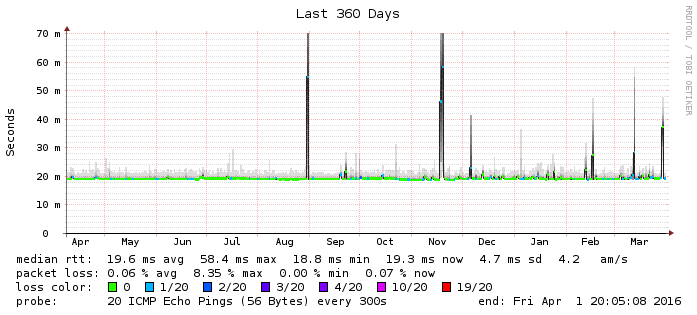 Last 360 Days
RRDTOOL / TOBI OETIKER
Seconds
70 m
60 m
50 m
40 m
30 m
20 m
10 m
0
Apr May Jun Jul Aug Sep Oct Nov Dec Jan Feb Mar
median rtt: 19.6 ms avg 58.4 ms max 18.8 ms min 19.3 ms now 4.7 ms sd 4.2 am/s
packet loss: 0.06 % avg 8.35 % max 0.00 % min 0.07 % now
loss color: 0 1/20 2/20 3/20 4/20 10/20 19/20
probe: 20 ICMP Echo Pings (56 Bytes) every 300s end: Fri Apr 1 20:05:08 2016